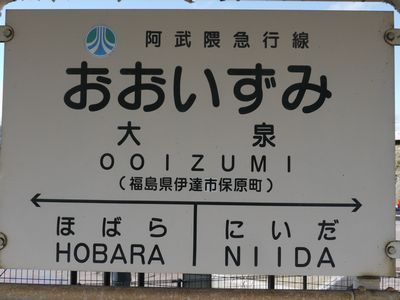 阿武隈急行線
おおいずみ
大泉
OOIZUMI
(福島県伊達市保原町)
ほばら にいだ
HOBARA NIIDA